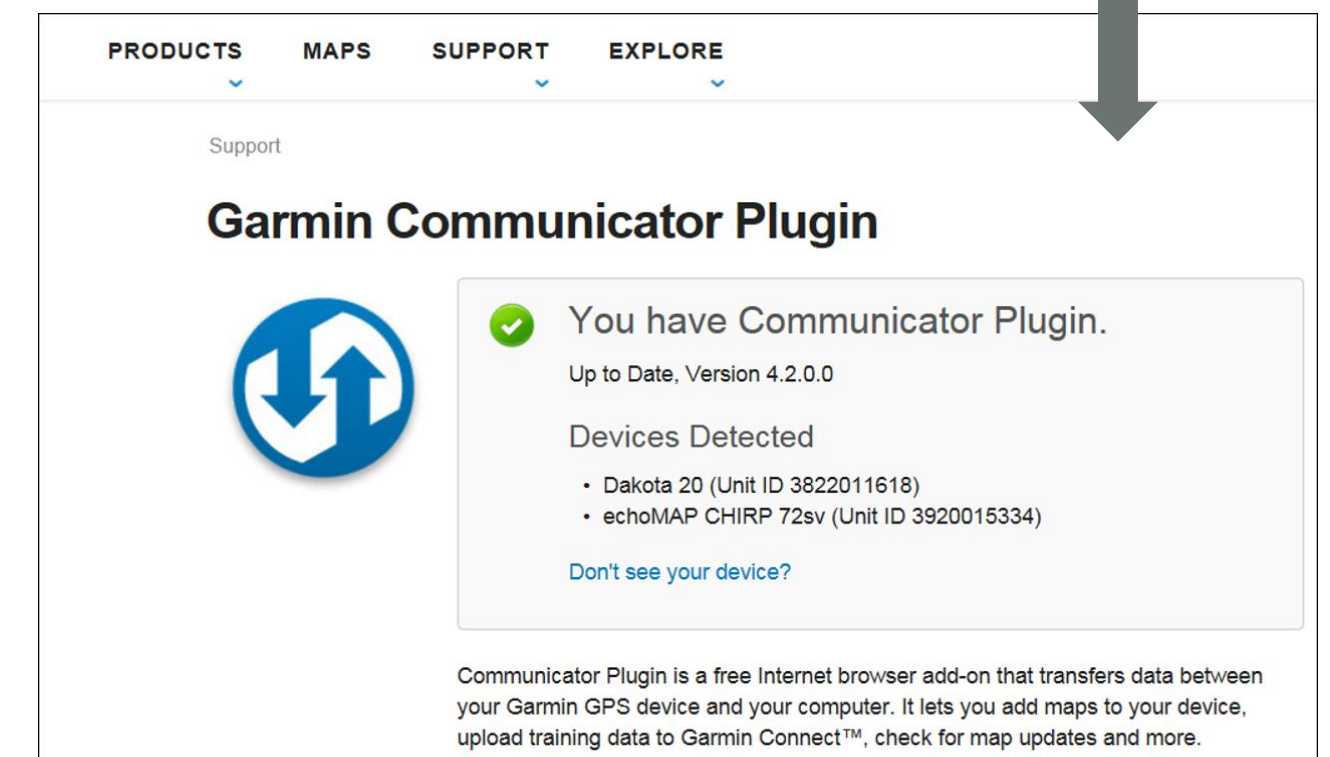 PRODUCTS MAPS SUPPORT EXPLORE
Support
Garmin Communicator Plugin
You have Communicator Plugin.
Up to Date, Version 4.2.0.0
Devices Detected
• Dakota 20 (Unit ID 3822011618)
• echoMAP CHIRP 72sv (Unit ID 3920015334)
Don't see your device?
Communicator Plugin is a free Internet browser add-on that transfers data between
your Garmin GPS device and your computer. It lets you add maps to your device,
upload training data to Garmin Connect™, check for map updates and more.